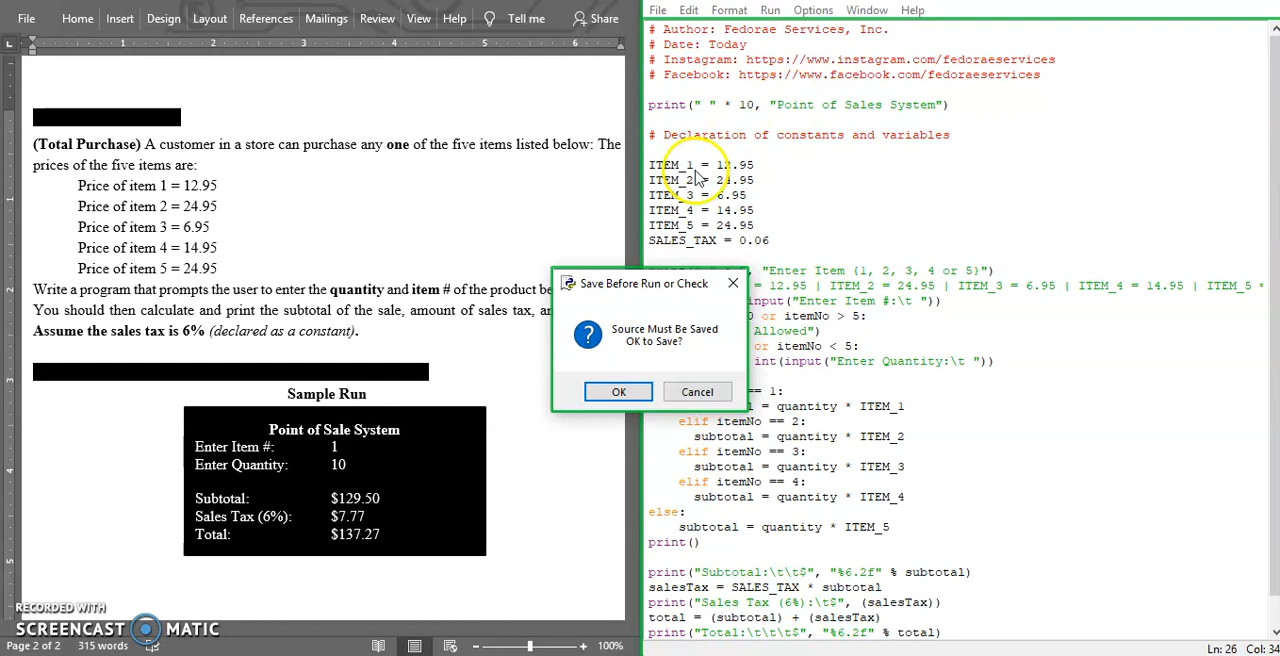 File Home Insert Design Layout References Mailings Review View Help Tell me Share
L 1 2 3 4 5 6
(Total Purchase) A customer in a store can purchase any one of the five items listed below: The
prices of the five items are:
Price of item 1 = 12.95
Price of item 2 = 24.95
Price of item 3 = 6.95
Price of item 4 = 14.95
Price of item 5 = 24.95
Write a program that prompts the user to enter the quantity and item # of the product be
You should then calculate and print the subtotal of the sale, amount of sales tax, an
Assume the sales tax is 6% (declared as a constant).
Sample Run
Point of Sale System
Enter Item #: 1
Enter Quantity: 10
Subtotal: $129.50
Sales Tax (6%): $7.77
Total: $137.27
RECORDED WITH
SCREENCAST MATIC
Page 2 of 2 315 words 100%
File Edit Format Run Options Window Help
# Author: Fedorae Services, Inc.
# Date: Today
# Instagram: https://www.instagram.com/fedoraeservices
# Facebook: https://www.facebook.com/fedoraeservices
print(" " * 10, "Point of Sales System")
# Declaration of constants and variables
ITEM_1 = 12.95
ITEM_2 = 24.95
ITEM_3 = 6.95
ITEM_4 = 14.95
ITEM_5 = 24.95
SALES_TAX = 0.06
"Enter Item {1, 2, 3, 4 or 5}")
= 12.95 | ITEM_2 = 24.95 | ITEM_3 = 6.95 | ITEM_4 = 14.95 | ITEM_5 =
input("Enter Item #:\t "))
0 or itemNo > 5:
Allowed")
or itemNo < 5:
int(input("Enter Quantity:\t "))
== 1:
= quantity * ITEM_1
elif itemNo == 2:
subtotal = quantity * ITEM_2
elif itemNo == 3:
subtotal = quantity * ITEM_3
elif itemNo == 4:
subtotal = quantity * ITEM_4
else:
subtotal = quantity * ITEM_5
print()
print("Subtotal:\t\t$", "%6.2f" % subtotal)
salesTax = SALES_TAX * subtotal
print("Sales Tax (6%):\t$", (salesTax))
total = (subtotal) + (salesTax)
print("Total:\t\t\t$", "%6.2f" % total)
Ln: 26 Col: 34
Save Before Run or Check
Source Must Be Saved
OK to Save?
OK Cancel